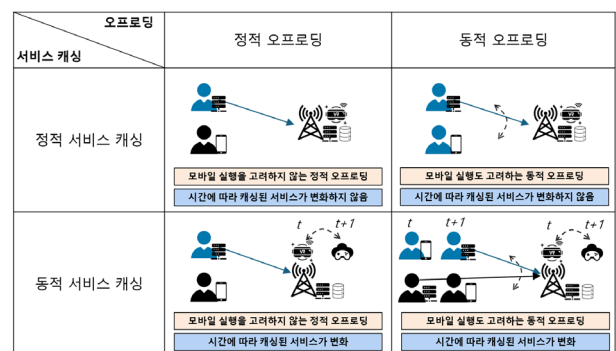 오프로딩
서비스 캐싱
정적 오프로딩
동적 오프로딩
정적 서비스 캐싱
모바일 실행을 고려하지 않는 정적 오프로딩
시간에 따라 캐싱된 서비스가 변화하지 않음
모바일 실행도 고려하는 동적 오프로딩
시간에 따라 캐싱된 서비스가 변화하지 않음
동적 서비스 캐싱
t t+1
모바일 실행을 고려하지 않는 정적 오프로딩
시간에 따라 캐싱된 서비스가 변화
t t+1 t t+1
모바일 실행도 고려하는 동적 오프로딩
시간에 따라 캐싱된 서비스가 변화